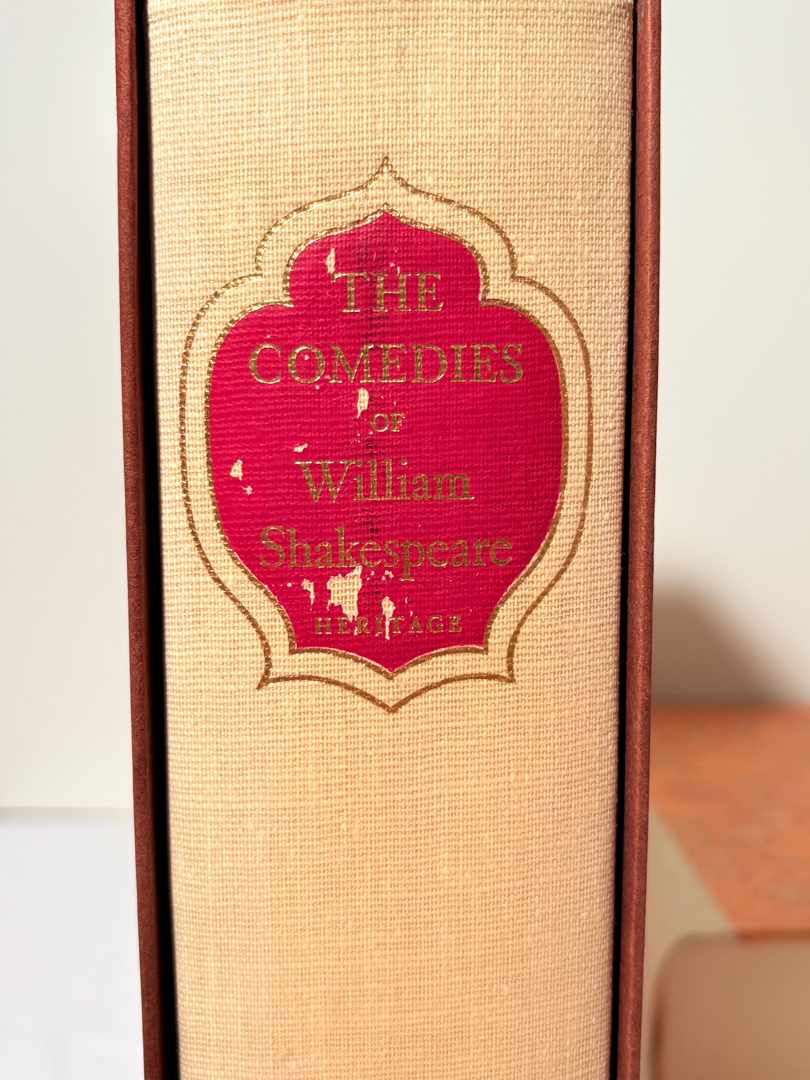 THE
COMEDIES
OF
William
Shakespeare
HERITAGE